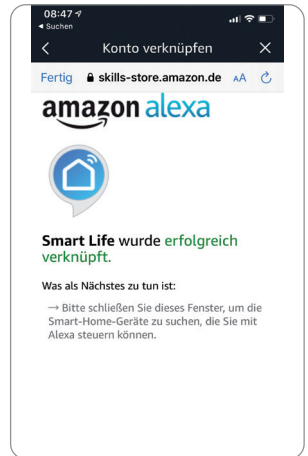 08:47
◂ Suchen
Konto verknüpfen
Fertig skills-store.amazon.de AA
amazon alexa
Smart Life wurde erfolgreich
verknüpft.
Was als Nächstes zu tun ist:
→ Bitte schließen Sie dieses Fenster, um die
Smart-Home-Geräte zu suchen, die Sie mit
Alexa steuern können.